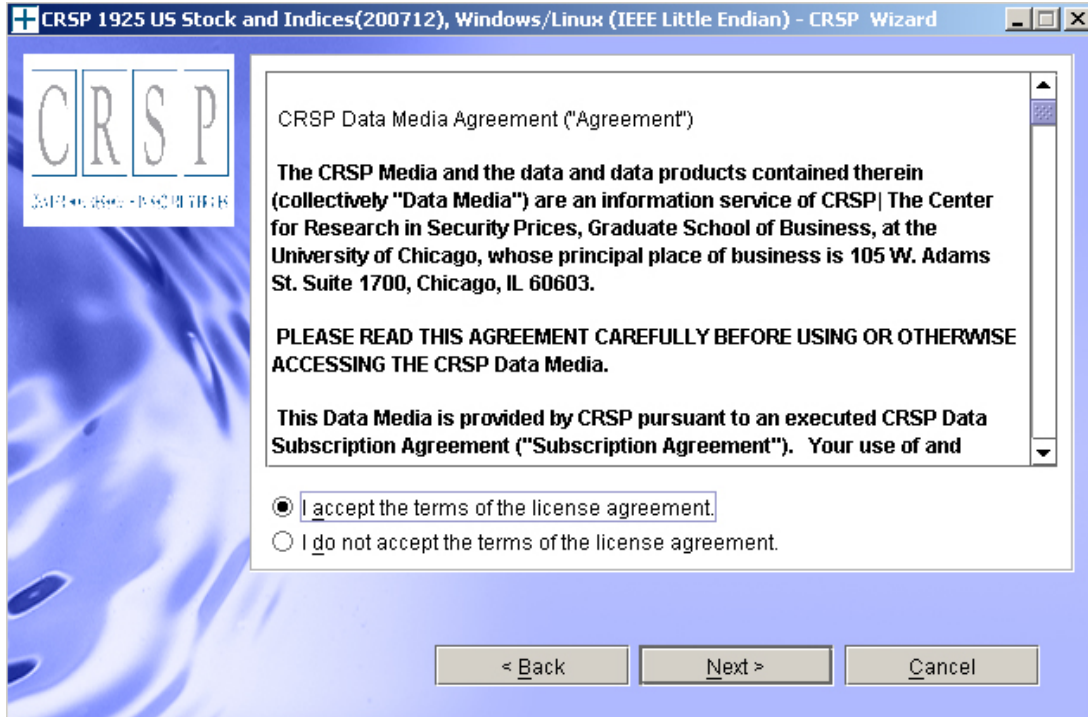 CRSP 1925 US Stock and Indices(200712), Windows/Linux (IEEE Little Endian) - CRSP Wizard
CRSP
CRSP Data Media Agreement ("Agreement")
The CRSP Media and the data and data products contained therein
(collectively "Data Media") are an information service of CRSP| The Center
for Research in Security Prices, Graduate School of Business, at the
University of Chicago, whose principal place of business is 105 W. Adams
St. Suite 1700, Chicago, IL 60603.
PLEASE READ THIS AGREEMENT CAREFULLY BEFORE USING OR OTHERWISE
ACCESSING THE CRSP Data Media.
This Data Media is provided by CRSP pursuant to an executed CRSP Data
Subscription Agreement ("Subscription Agreement"). Your use of and
I accept the terms of the license agreement.
I do not accept the terms of the license agreement.
< Back
Next >
Cancel